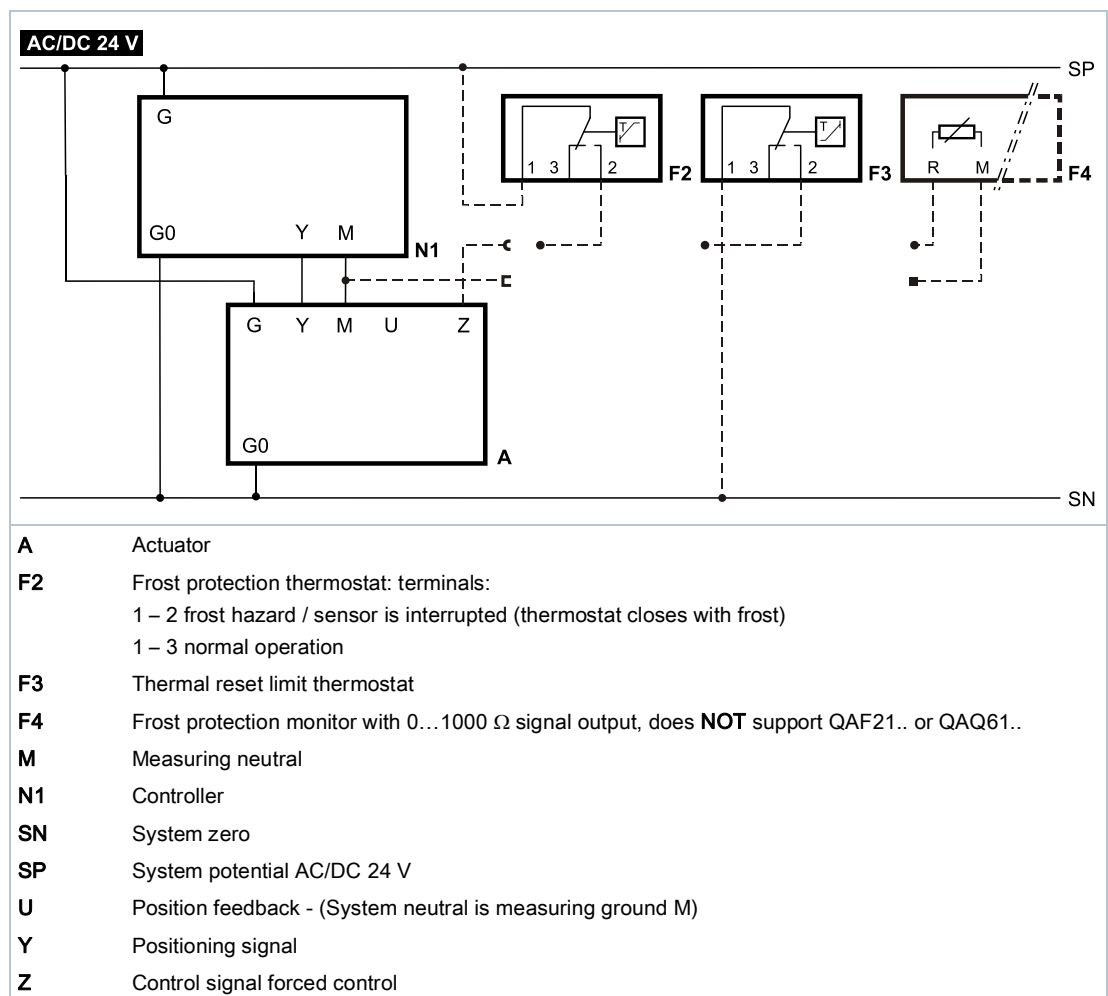 AC/DC 24 V
SP
G
G0 Y M
N1
1 3 2
T
F2
1 3 2
T
F3
R M
F4
G Y M U Z
G0
A
SN
A Actuator
F2 Frost protection thermostat: terminals:
1 – 2 frost hazard / sensor is interrupted (thermostat closes with frost)
1 – 3 normal operation
F3 Thermal reset limit thermostat
F4 Frost protection monitor with 0…1000 Ω signal output, does NOT support QAF21.. or QAQ61..
M Measuring neutral
N1 Controller
SN System zero
SP System potential AC/DC 24 V
U Position feedback - (System neutral is measuring ground M)
Y Positioning signal
Z Control signal forced control